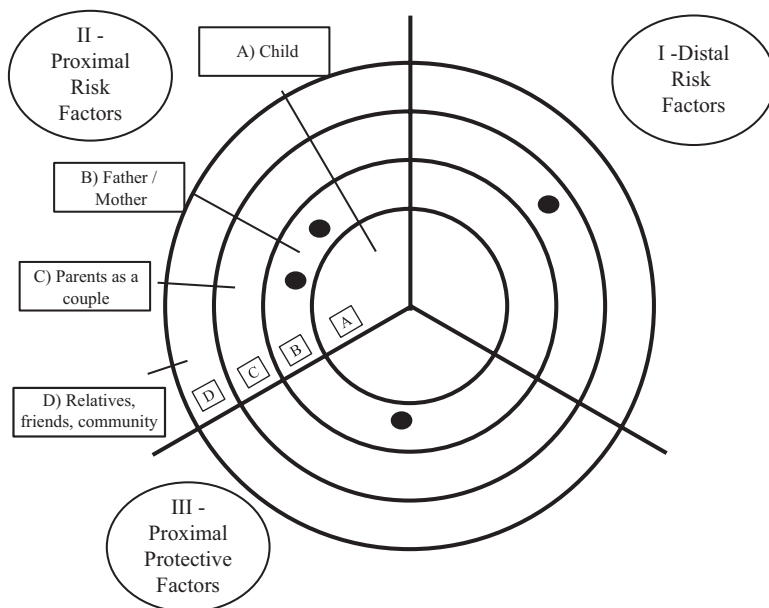 II -
Proximal
Risk
Factors
A) Child
I -Distal
Risk
Factors
B) Father /
Mother
C) Parents as a
couple
D) Relatives,
friends, community
A
B
C
D
III -
Proximal
Protective
Factors